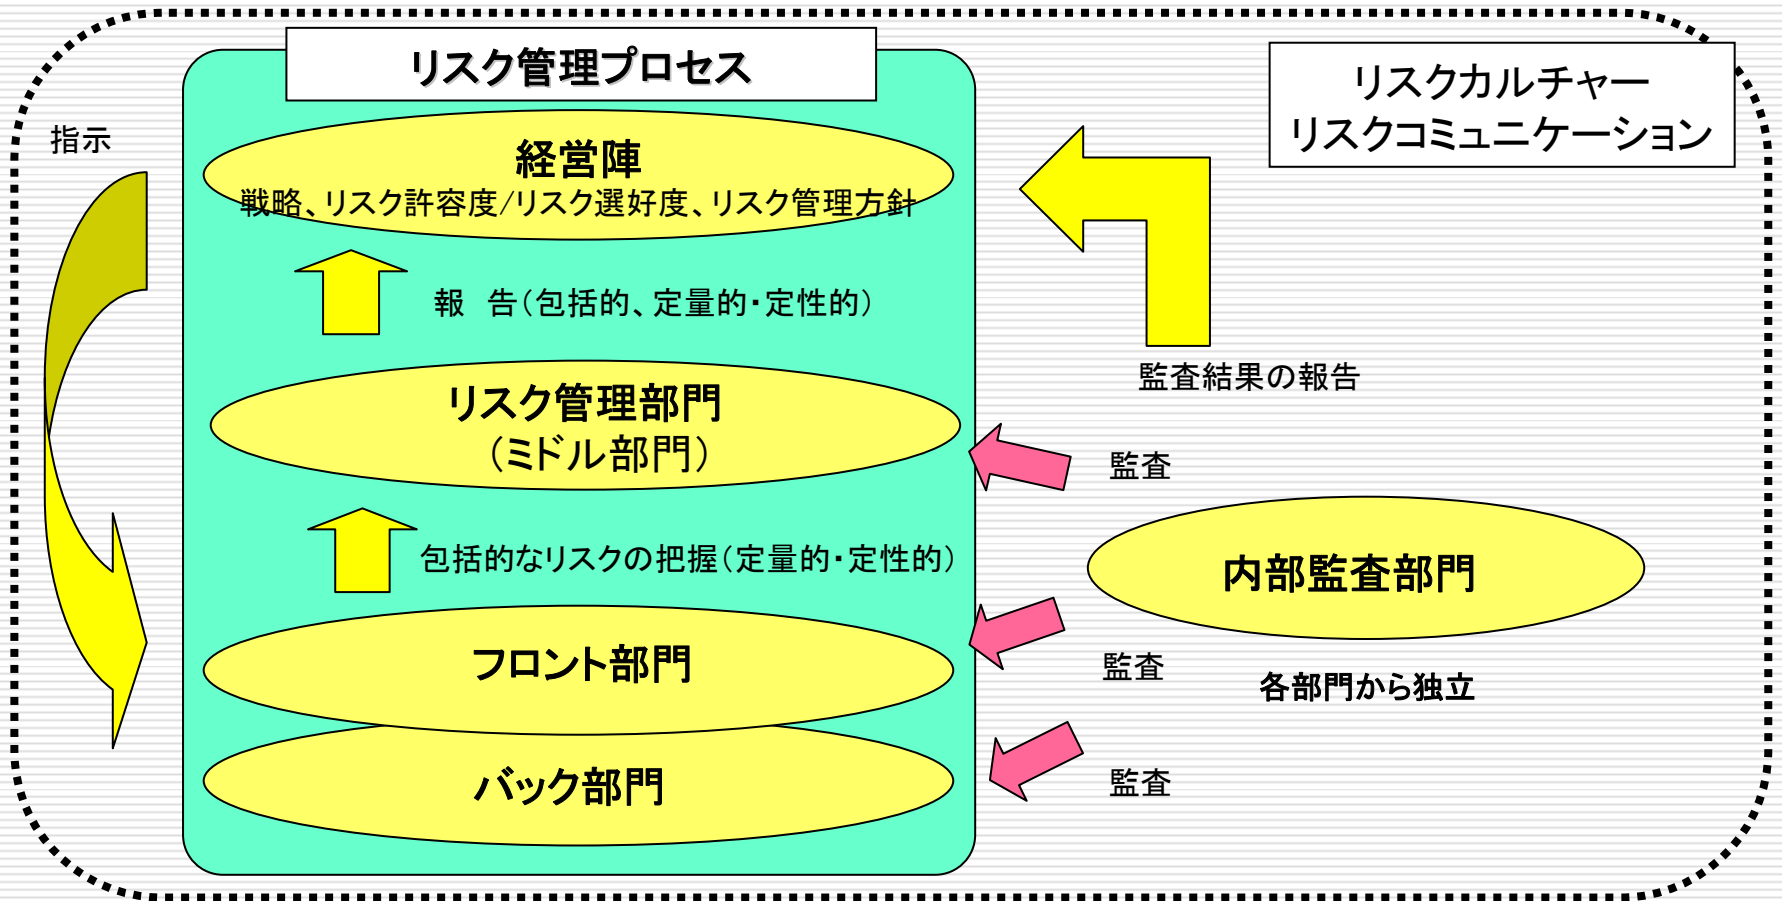 リスク管理プロセス
リスクカルチャー
リスクコミュニケーション
指示
経営陣
戦略、リスク許容度/リスク選好度、リスク管理方針
報　告（包括的、定量的・定性的）
監査結果の報告
リスク管理部門
（ミドル部門）
監査
包括的なリスクの把握（定量的・定性的）
内部監査部門
フロント部門
監査
各部門から独立
バック部門
監査